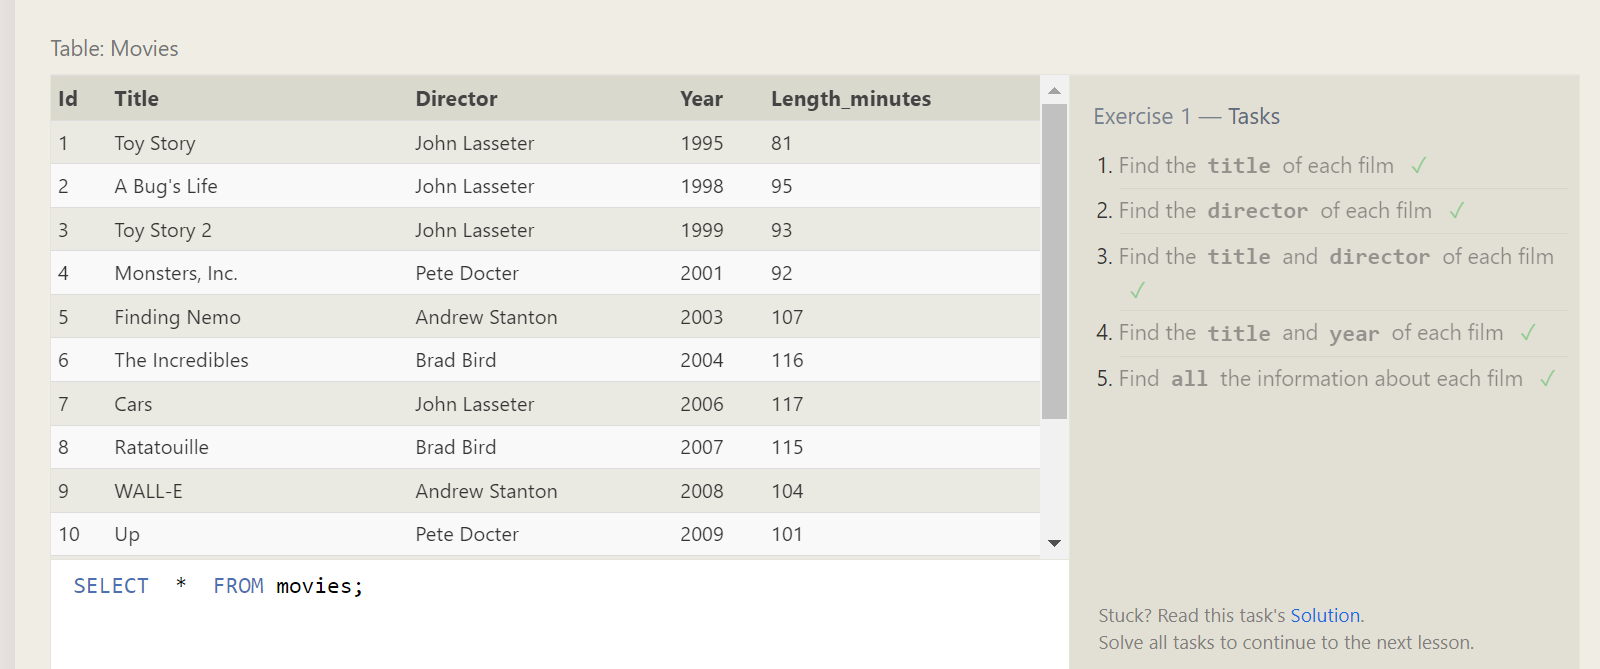 Table: Movies
Id Title Director Year Length_minutes
1 Toy Story John Lasseter 1995 81
2 A Bug's Life John Lasseter 1998 95
3 Toy Story 2 John Lasseter 1999 93
4 Monsters, Inc. Pete Docter 2001 92
5 Finding Nemo Andrew Stanton 2003 107
6 The Incredibles Brad Bird 2004 116
7 Cars John Lasseter 2006 117
8 Ratatouille Brad Bird 2007 115
9 WALL-E Andrew Stanton 2008 104
10 Up Pete Docter 2009 101
SELECT * FROM movies;
Exercise 1 — Tasks
1. Find the title of each film ✓
2. Find the director of each film ✓
3. Find the title and director of each film
✓
4. Find the title and year of each film ✓
5. Find all the information about each film ✓
Stuck? Read this task's Solution.
Solve all tasks to continue to the next lesson.